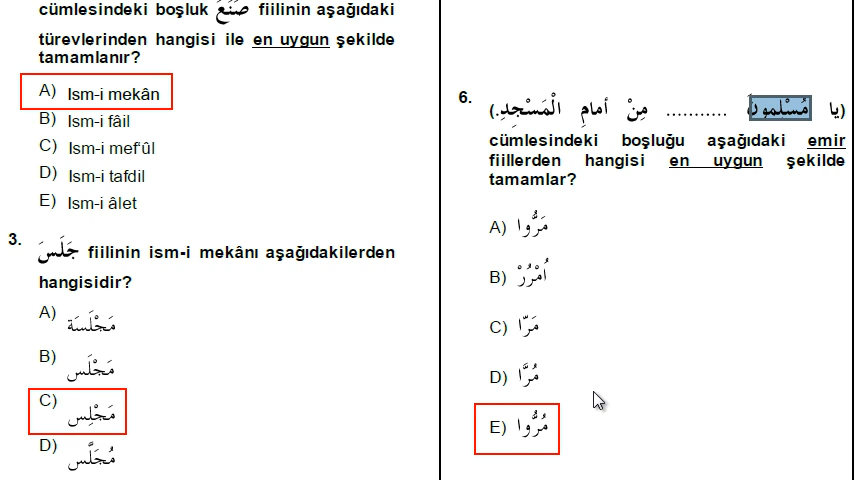 cümlesindeki boşluk صَنَعَ fiilinin aşağıdaki
türevlerinden hangisi ile en uygun şekilde
tamamlanır?
A) Ism-i mekân
B) Ism-i fâil
C) Ism-i mef'ûl
D) Ism-i tafdil
E) Ism-i âlet
3. جَلَسَ fiilinin ism-i mekânı aşağıdakilerden
hangisidir?
A) مَجْلَسَة
B) مَجْلَس
C) مَجْلِس
D) مُجَلَّس
6. (يا مُسْلمونَ ........... مِنْ أمامِ الْمَسْجِدِ.)
cümlesindeki boşluğu aşağıdaki emir
fiillerden hangisi en uygun şekilde
tamamlar?
A) مَرُّوا
B) اُمْرُرْ
C) مَرّا
D) مُرَّا
E) مُرُّوا